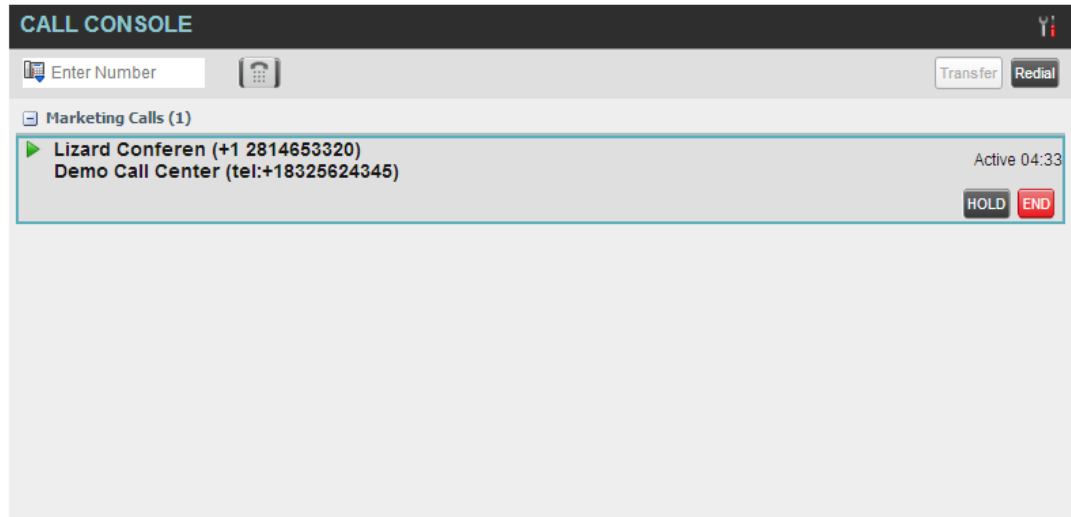 CALL CONSOLE
Enter Number
Transfer
Redial
Marketing Calls (1)
Lizard Conferen (+1 2814653320)
Demo Call Center (tel:+18325624345)
Active 04:33
HOLD
END